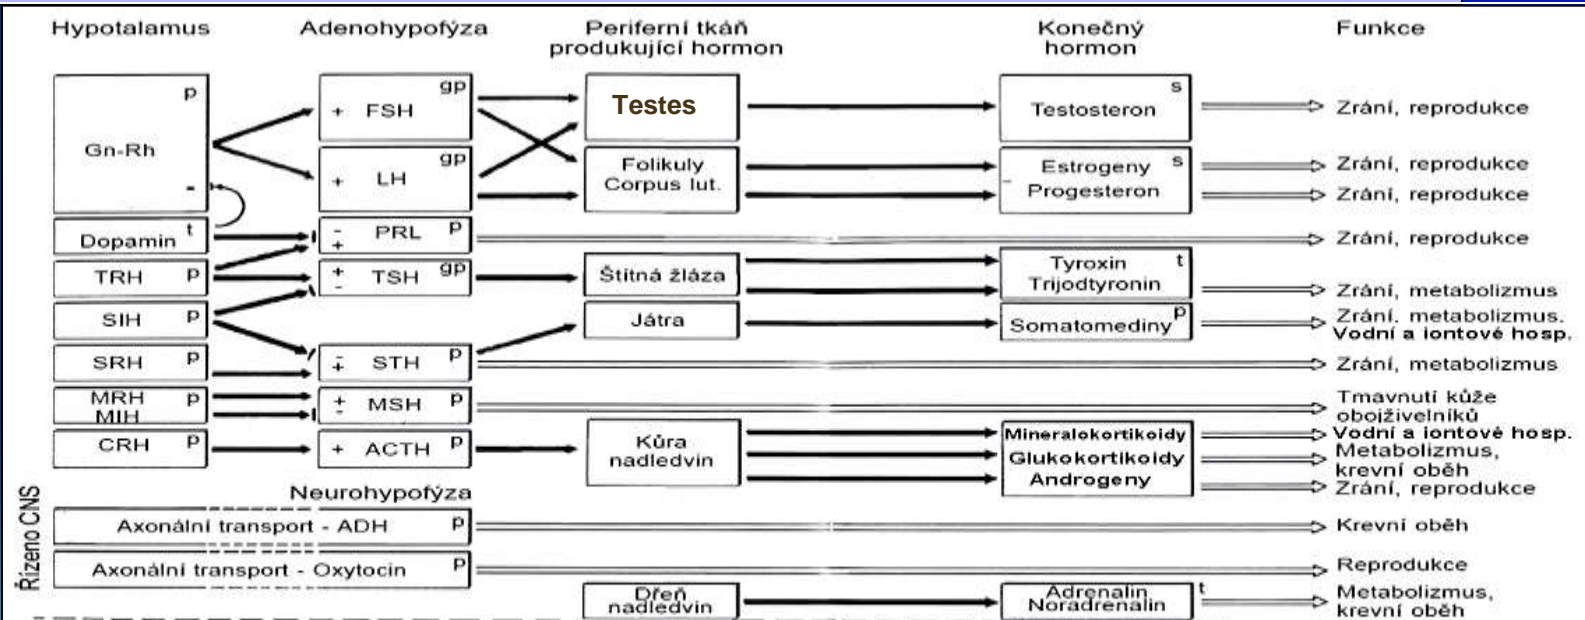 Hypotalamus Adenohypofýza Periferní tkáň produkující hormon Konečný hormon Funkce
p
Gn-Rh
-
+ FSH gp
+ LH gp
Testes
Folikuly
Corpus lut.
Testosteron s
Estrogeny s
- Progesteron
Zrání, reprodukce
Zrání, reprodukce
Zrání, reprodukce
Dopamin t
- + PRL p
Zrání, reprodukce
TRH p
+ - TSH gp
Štítná žláza
Tyroxin t
Trijodtyronin
Zrání, metabolizmus
SIH p
Játra
Somatomediny p
Zrání. metabolizmus.
Vodní a iontové hosp.
SRH p
- + STH p
Zrání, metabolizmus
MRH p
MIH
+ - MSH p
Tmavnutí kůže
obojživelníků
CRH p
+ ACTH p
Kůra
nadledvin
Mineralokortikoidy
Glukokortikoidy
Androgeny
Vodní a iontové hosp.
Metabolizmus,
krevní oběh
Zrání, reprodukce
Řízeno CNS
Neurohypofýza
Axonální transport - ADH p
Krevní oběh
Axonální transport - Oxytocin p
Reprodukce
Dřeň
nadledvin
Adrenalin t
Noradrenalin
Metabolizmus,
krevní oběh